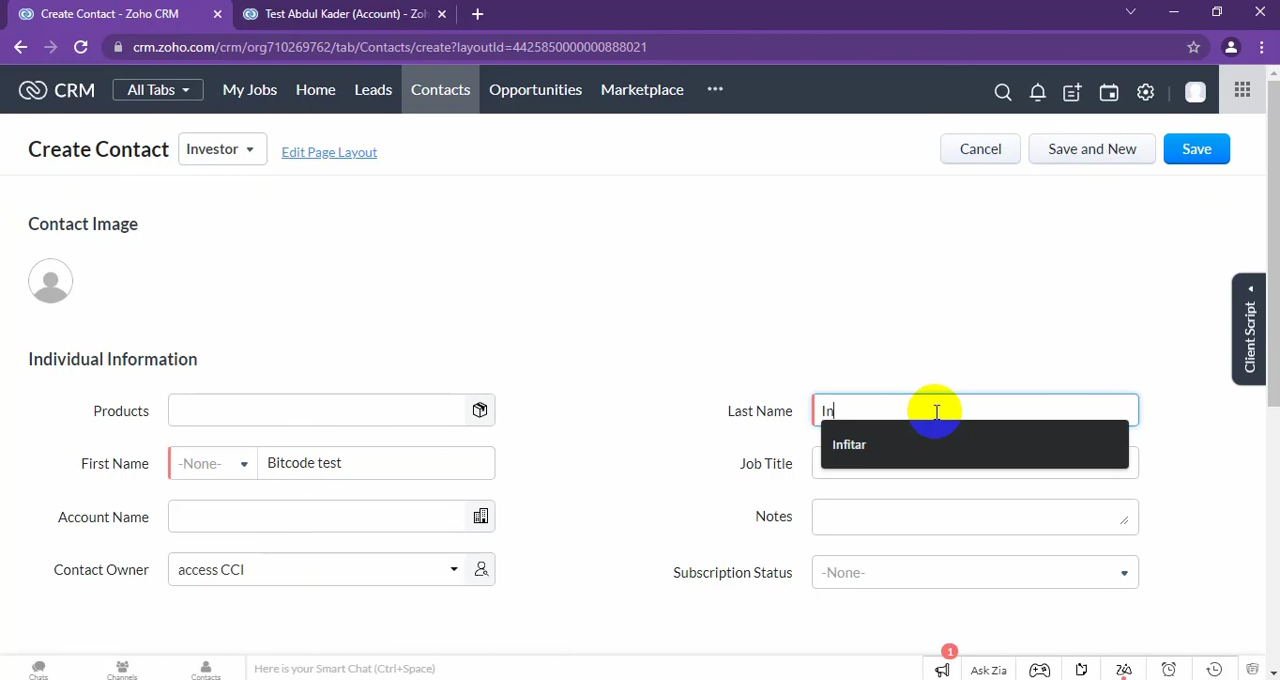 Create Contact - Zoho CRM
Test Abdul Kader (Account) - Zoh
crm.zoho.com/crm/org710269762/tab/Contacts/create?layoutId=4425850000000888021
CRM All Tabs My Jobs Home Leads Contacts Opportunities Marketplace
Create Contact Investor Edit Page Layout Cancel Save and New Save
Contact Image
Client Script
Individual Information
Products
Last Name In
Infitar
First Name -None- Bitcode test
Job Title
Account Name
Notes
Contact Owner access CCI
Subscription Status -None-
1
Chats Channels Contacts Here is your Smart Chat (Ctrl+Space) Ask Zia